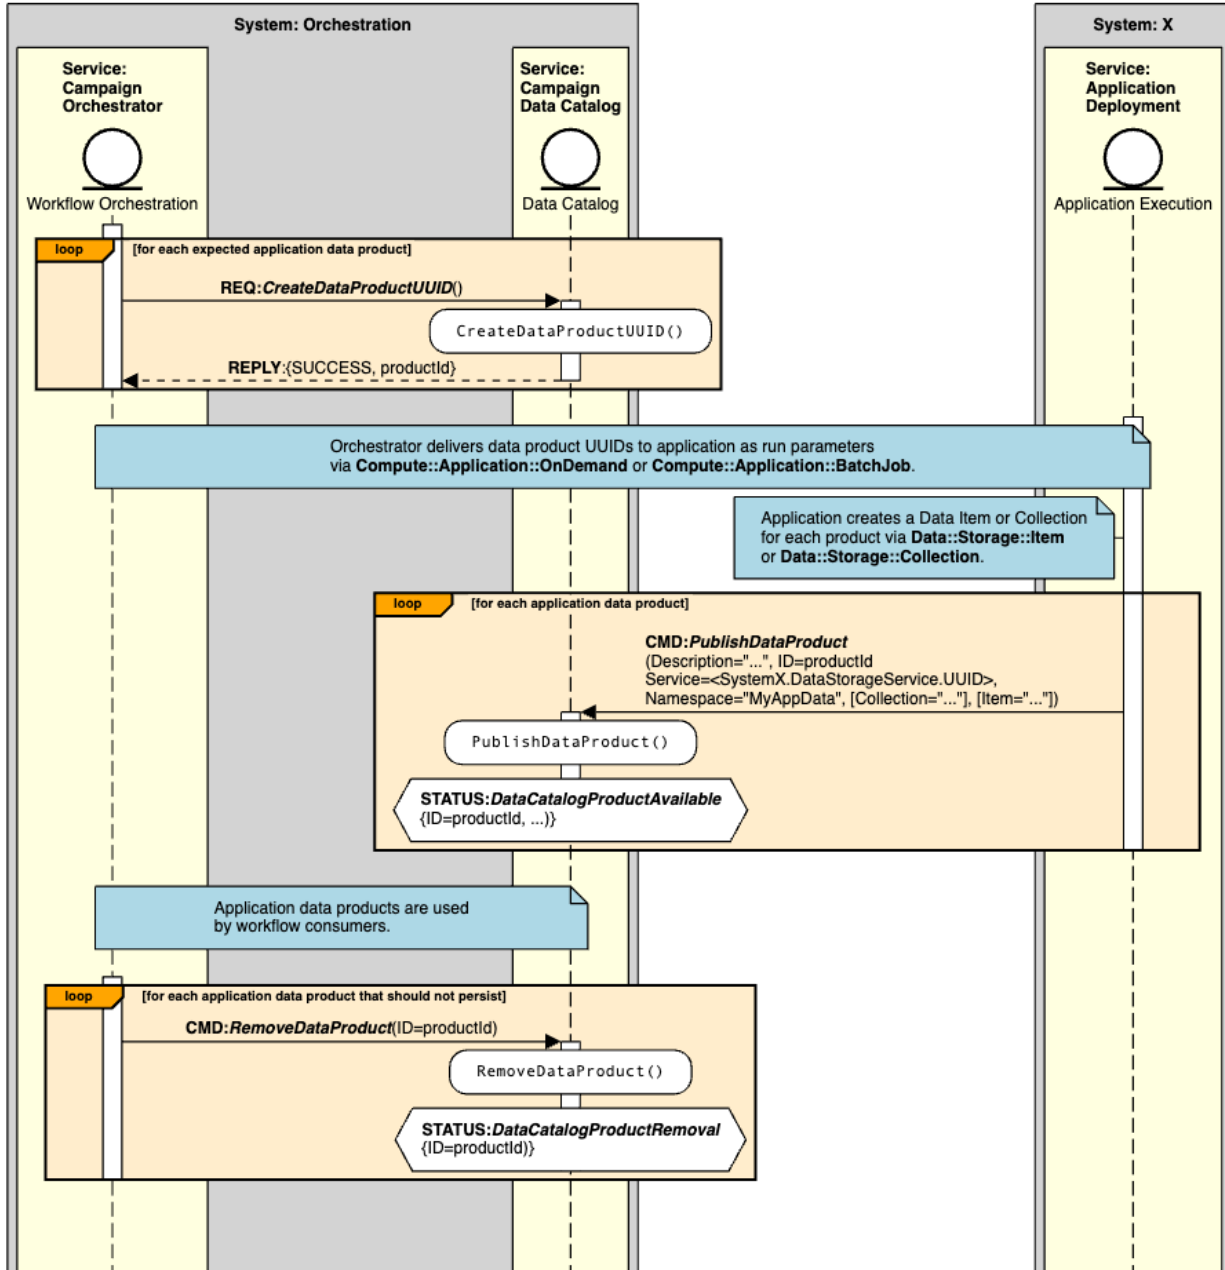 System: Orchestration
System: X
Service:
Campaign
Orchestrator
Service:
Campaign
Data Catalog
Service:
Application
Deployment
Workflow Orchestration
Data Catalog
Application Execution
loop
[for each expected application data product]
REQ:CreateDataProductUUID()
CreateDataProductUUID()
REPLY:{SUCCESS, productId}
Orchestrator delivers data product UUIDs to application as run parameters
via Compute::Application::OnDemand or Compute::Application::BatchJob.
Application creates a Data Item or Collection
for each product via Data::Storage::Item
or Data::Storage::Collection.
loop
[for each application data product]
CMD:PublishDataProduct
(Description="...", ID=productId
Service=<SystemX.DataStorageService.UUID>,
Namespace="MyAppData", [Collection="..."], [Item="..."])
PublishDataProduct()
STATUS:DataCatalogProductAvailable
{ID=productId, ...)}
Application data products are used
by workflow consumers.
loop
[for each application data product that should not persist]
CMD:RemoveDataProduct(ID=productId)
RemoveDataProduct()
STATUS:DataCatalogProductRemoval
{ID=productId)}